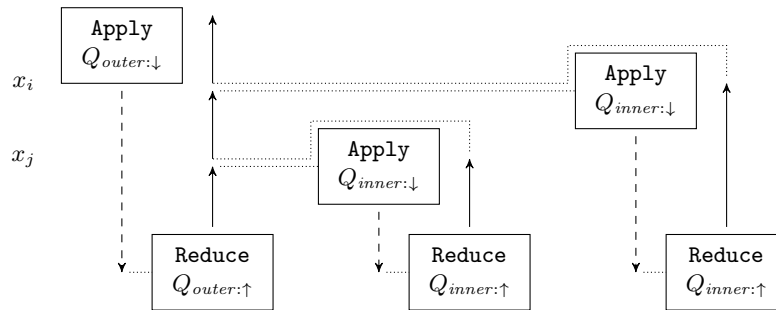 Apply
Q_{outer:↓}
x_i
Apply
Q_{inner:↓}
x_j
Apply
Q_{inner:↓}
Reduce
Q_{outer:↑}
Reduce
Q_{inner:↑}
Reduce
Q_{inner:↑}